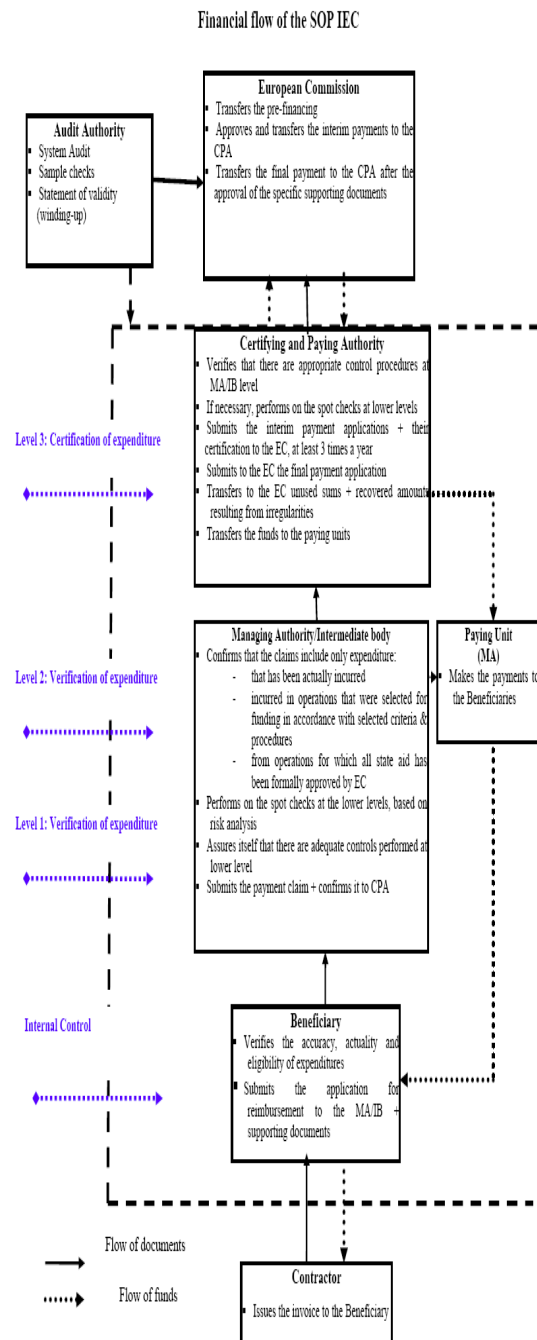 Financial flow of the SOP IEC
European Commission
▪ Transfers the pre-financing
▪ Approves and transfers the interim payments to the
CPA
▪ Transfers the final payment to the CPA after the
approval of the specific supporting documents
Audit Authority
▪ System Audit
▪ Sample checks
▪ Statement of validity
(winding-up)
Certifying and Paying Authority
▪ Verifies that there are appropriate control procedures at
MA/IB level
▪ If necessary, performs on the spot checks at lower levels
▪ Submits the interim payment applications + their
certification to the EC, at least 3 times a year
▪ Submits to the EC the final payment application
▪ Transfers to the EC unused sums + recovered amounts
resulting from irregularities
▪ Transfers the funds to the paying units
Level 3: Certification of expenditure
Managing Authority/Intermediate body
▪ Confirms that the claims include only expenditure:
- that has been actually incurred
- incurred in operations that were selected for
funding in accordance with selected criteria &
procedures
- from operations for which all state aid has
been formally approved by EC
▪ Performs on the spot checks at the lower levels, based on
risk analysis
▪ Assures itself that there are adequate controls performed at
lower level
▪ Submits the payment claim + confirms it to CPA
Paying Unit
(MA)
▪ Makes the payments to
the Beneficiaries
Level 2: Verification of expenditure
Level 1: Verification of expenditure
Internal Control
Beneficiary
▪ Verifies the accuracy, actuality and
eligibility of expenditures
▪ Submits the application for
reimbursement to the MA/IB +
supporting documents
Flow of documents
Flow of funds
Contractor
▪ Issues the invoice to the Beneficiary